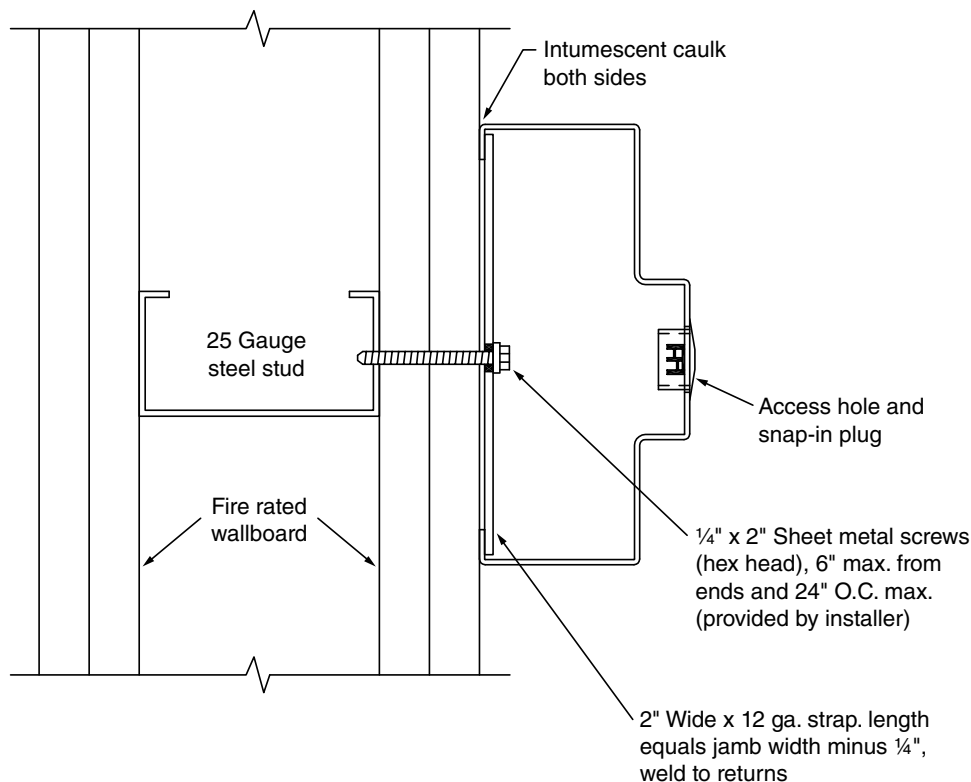 Intumescent caulk
both sides
25 Gauge
steel stud
Access hole and
snap-in plug
Fire rated
wallboard
¼" x 2" Sheet metal screws
(hex head), 6" max. from
ends and 24" O.C. max.
(provided by installer)
2" Wide x 12 ga. strap. length
equals jamb width minus ¼",
weld to returns